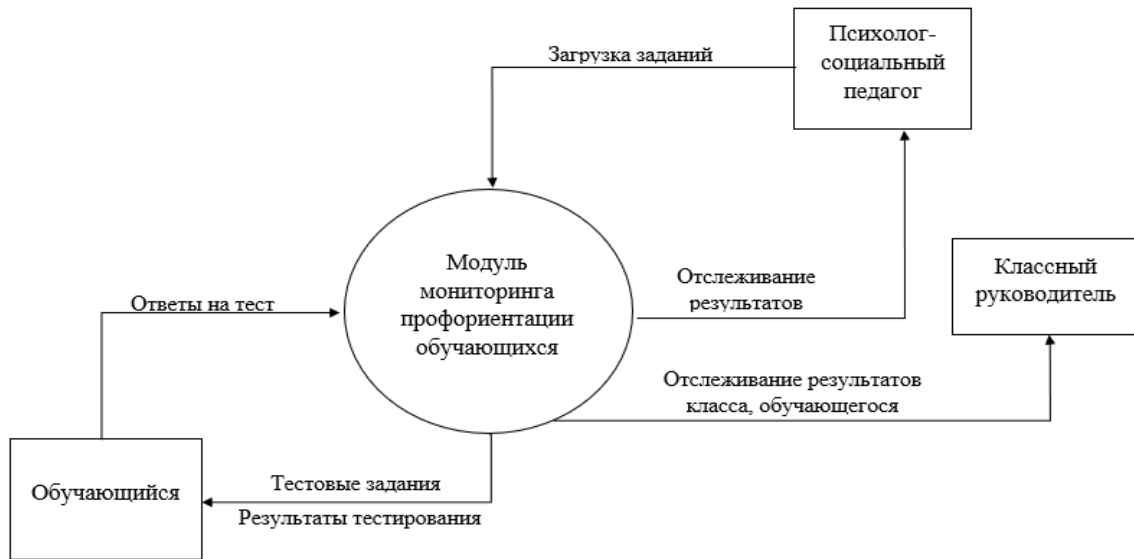 Психолог-
социальный
педагог
Загрузка заданий
Модуль
мониторинга
профориентации
обучающихся
Отслеживание
результатов
Классный
руководитель
Ответы на тест
Отслеживание результатов
класса, обучающегося
Обучающийся
Тестовые задания
Результаты тестирования